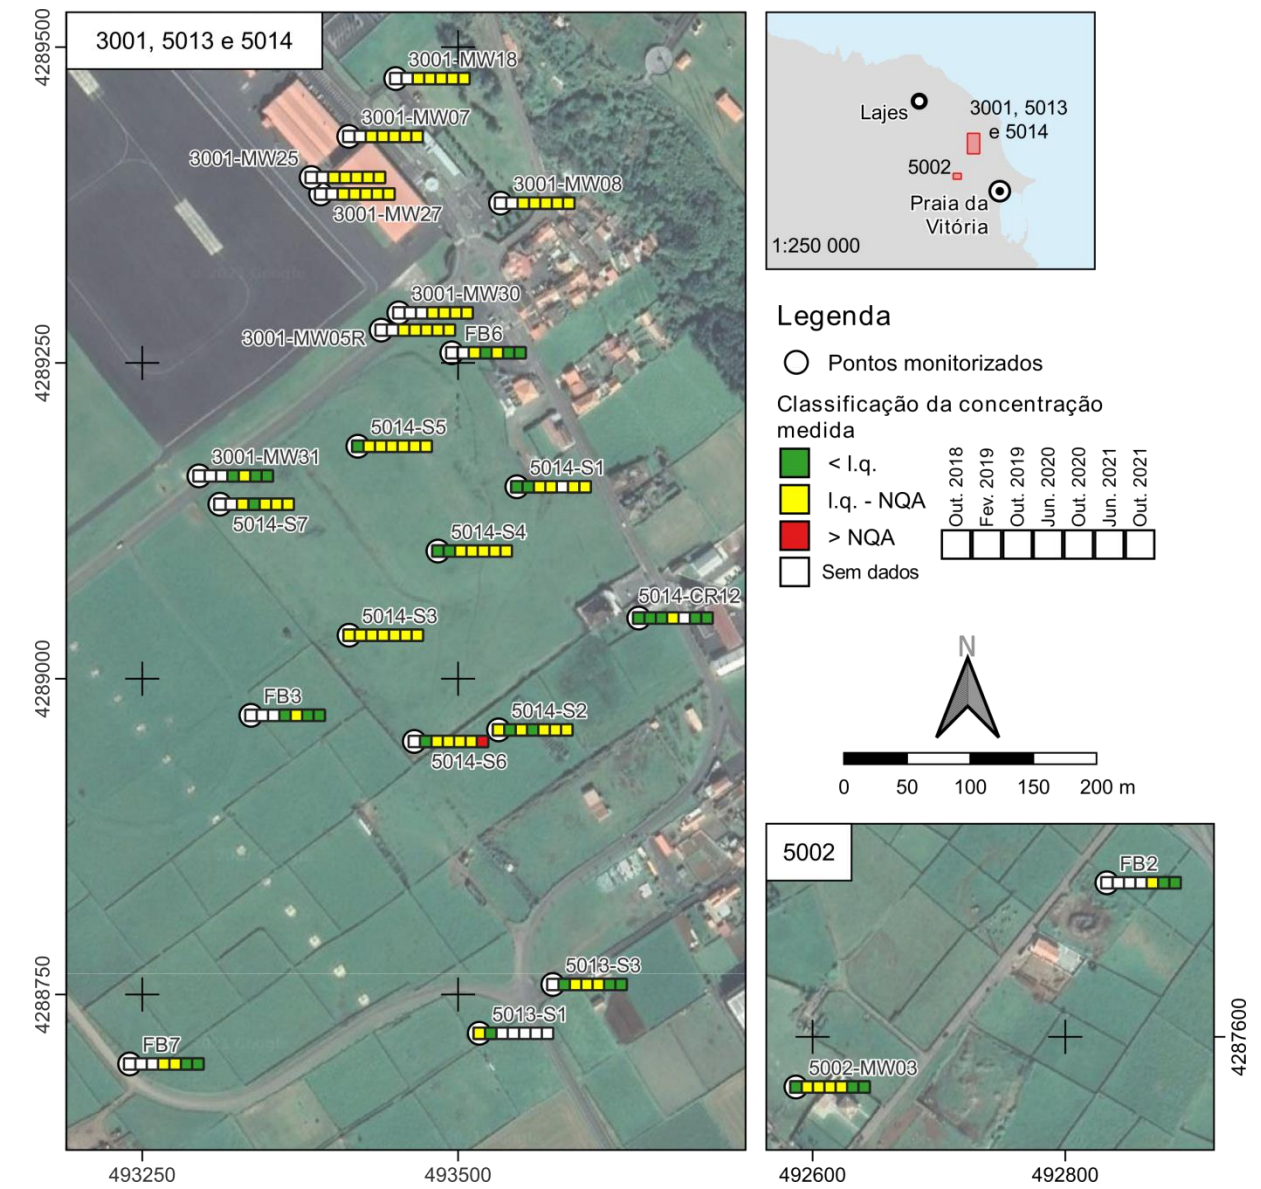 3001, 5013 e 5014
4289500
4289250
4289000
4288750
493250
493500
3001-MW18
3001-MW07
3001-MW25
3001-MW27
3001-MW08
3001-MW30
3001-MW05R
FB6
5014-S5
3001-MW31
5014-S1
5014-S7
5014-S4
5014-CR12
5014-S3
FB3
5014-S2
5014-S6
5013-S3
5013-S1
FB7
Lajes
3001, 5013
e 5014
5002
Praia da
Vitória
1:250 000
Legenda
Pontos monitorizados
Classificação da concentração
medida
< l.q.
l.q. - NQA
> NQA
Sem dados
Out. 2018
Fev. 2019
Out. 2019
Jun. 2020
Out. 2020
Jun. 2021
Out. 2021
N
0 50 100 150 200 m
5002
FB2
5002-MW03
4287600
492600
492800